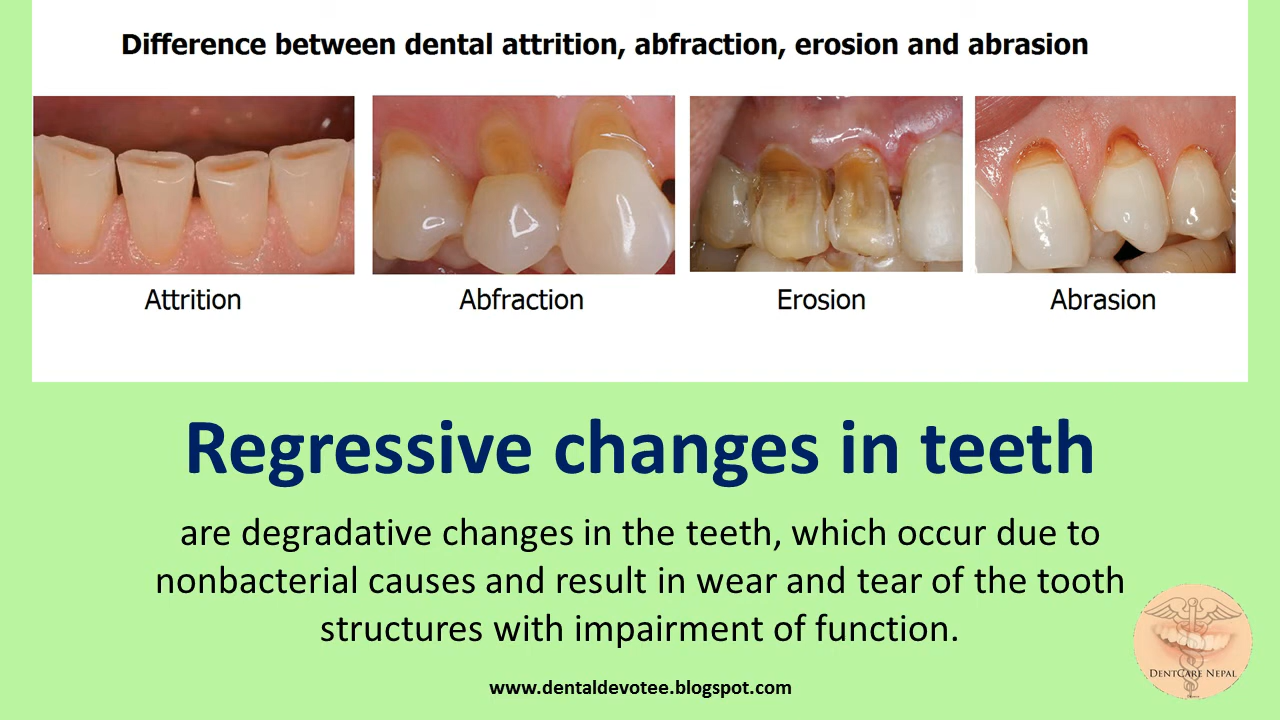 Difference between dental attrition, abfraction, erosion and abrasion
Attrition
Abfraction
Erosion
Abrasion
Regressive changes in teeth
are degradative changes in the teeth, which occur due to
nonbacterial causes and result in wear and tear of the tooth
structures with impairment of function.
DENTCARE NEPAL
www.dentaldevotee.blogspot.com